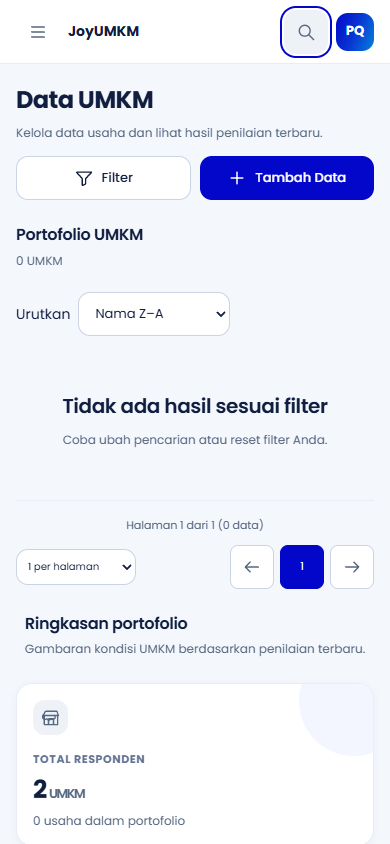 JoyUMKM
PQ
Data UMKM
Kelola data usaha dan lihat hasil penilaian terbaru.
Filter
Tambah Data
Portofolio UMKM
0 UMKM
Urutkan
Nama Z–A
Tidak ada hasil sesuai filter
Coba ubah pencarian atau reset filter Anda.
Halaman 1 dari 1 (0 data)
1 per halaman
1
Ringkasan portofolio
Gambaran kondisi UMKM berdasarkan penilaian terbaru.
TOTAL RESPONDEN
2 UMKM
0 usaha dalam portofolio